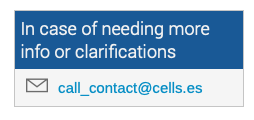 In case of needing more
info or clarifications
call_contact@cells.es